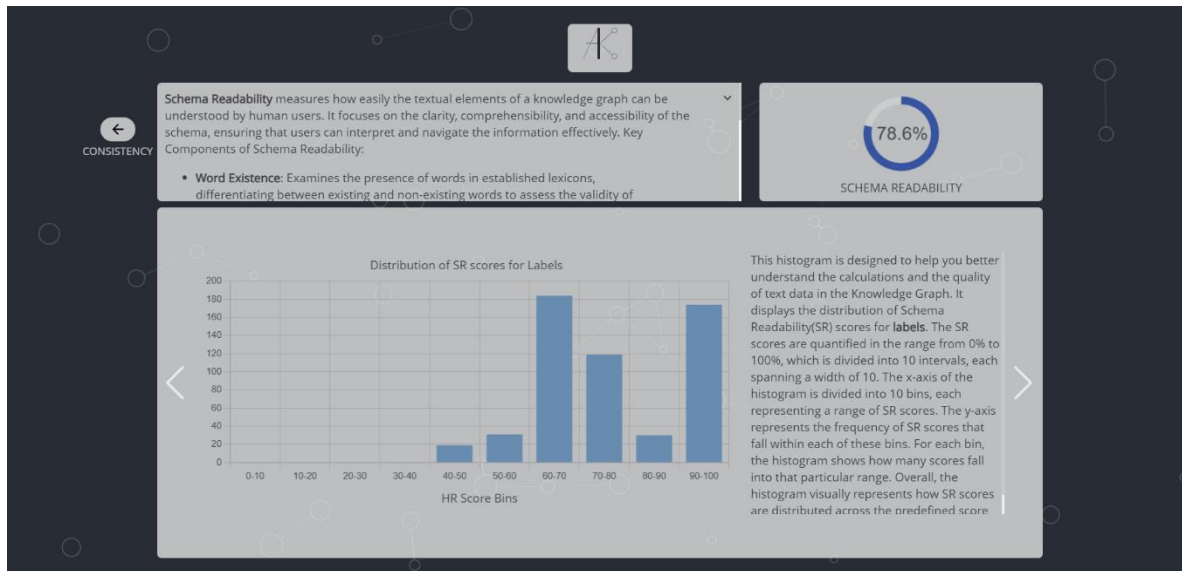 AK
Schema Readability measures how easily the textual elements of a knowledge graph can be
understood by human users. It focuses on the clarity, comprehensibility, and accessibility of the
schema, ensuring that users can interpret and navigate the information effectively. Key
Components of Schema Readability:
• Word Existence: Examines the presence of words in established lexicons,
differentiating between existing and non-existing words to assess the validity of
CONSISTENCY
78.6%
SCHEMA READABILITY
Distribution of SR scores for Labels
200
180
160
140
120
100
80
60
40
20
0
0-10 10-20 20-30 30-40 40-50 50-60 60-70 70-80 80-90 90-100
HR Score Bins
This histogram is designed to help you better
understand the calculations and the quality
of text data in the Knowledge Graph. It
displays the distribution of Schema
Readability(SR) scores for labels. The SR
scores are quantified in the range from 0% to
100%, which is divided into 10 intervals, each
spanning a width of 10. The x-axis of the
histogram is divided into 10 bins, each
representing a range of SR scores. The y-axis
represents the frequency of SR scores that
fall within each of these bins. For each bin,
the histogram shows how many scores fall
into that particular range. Overall, the
histogram visually represents how SR scores
are distributed across the predefined score